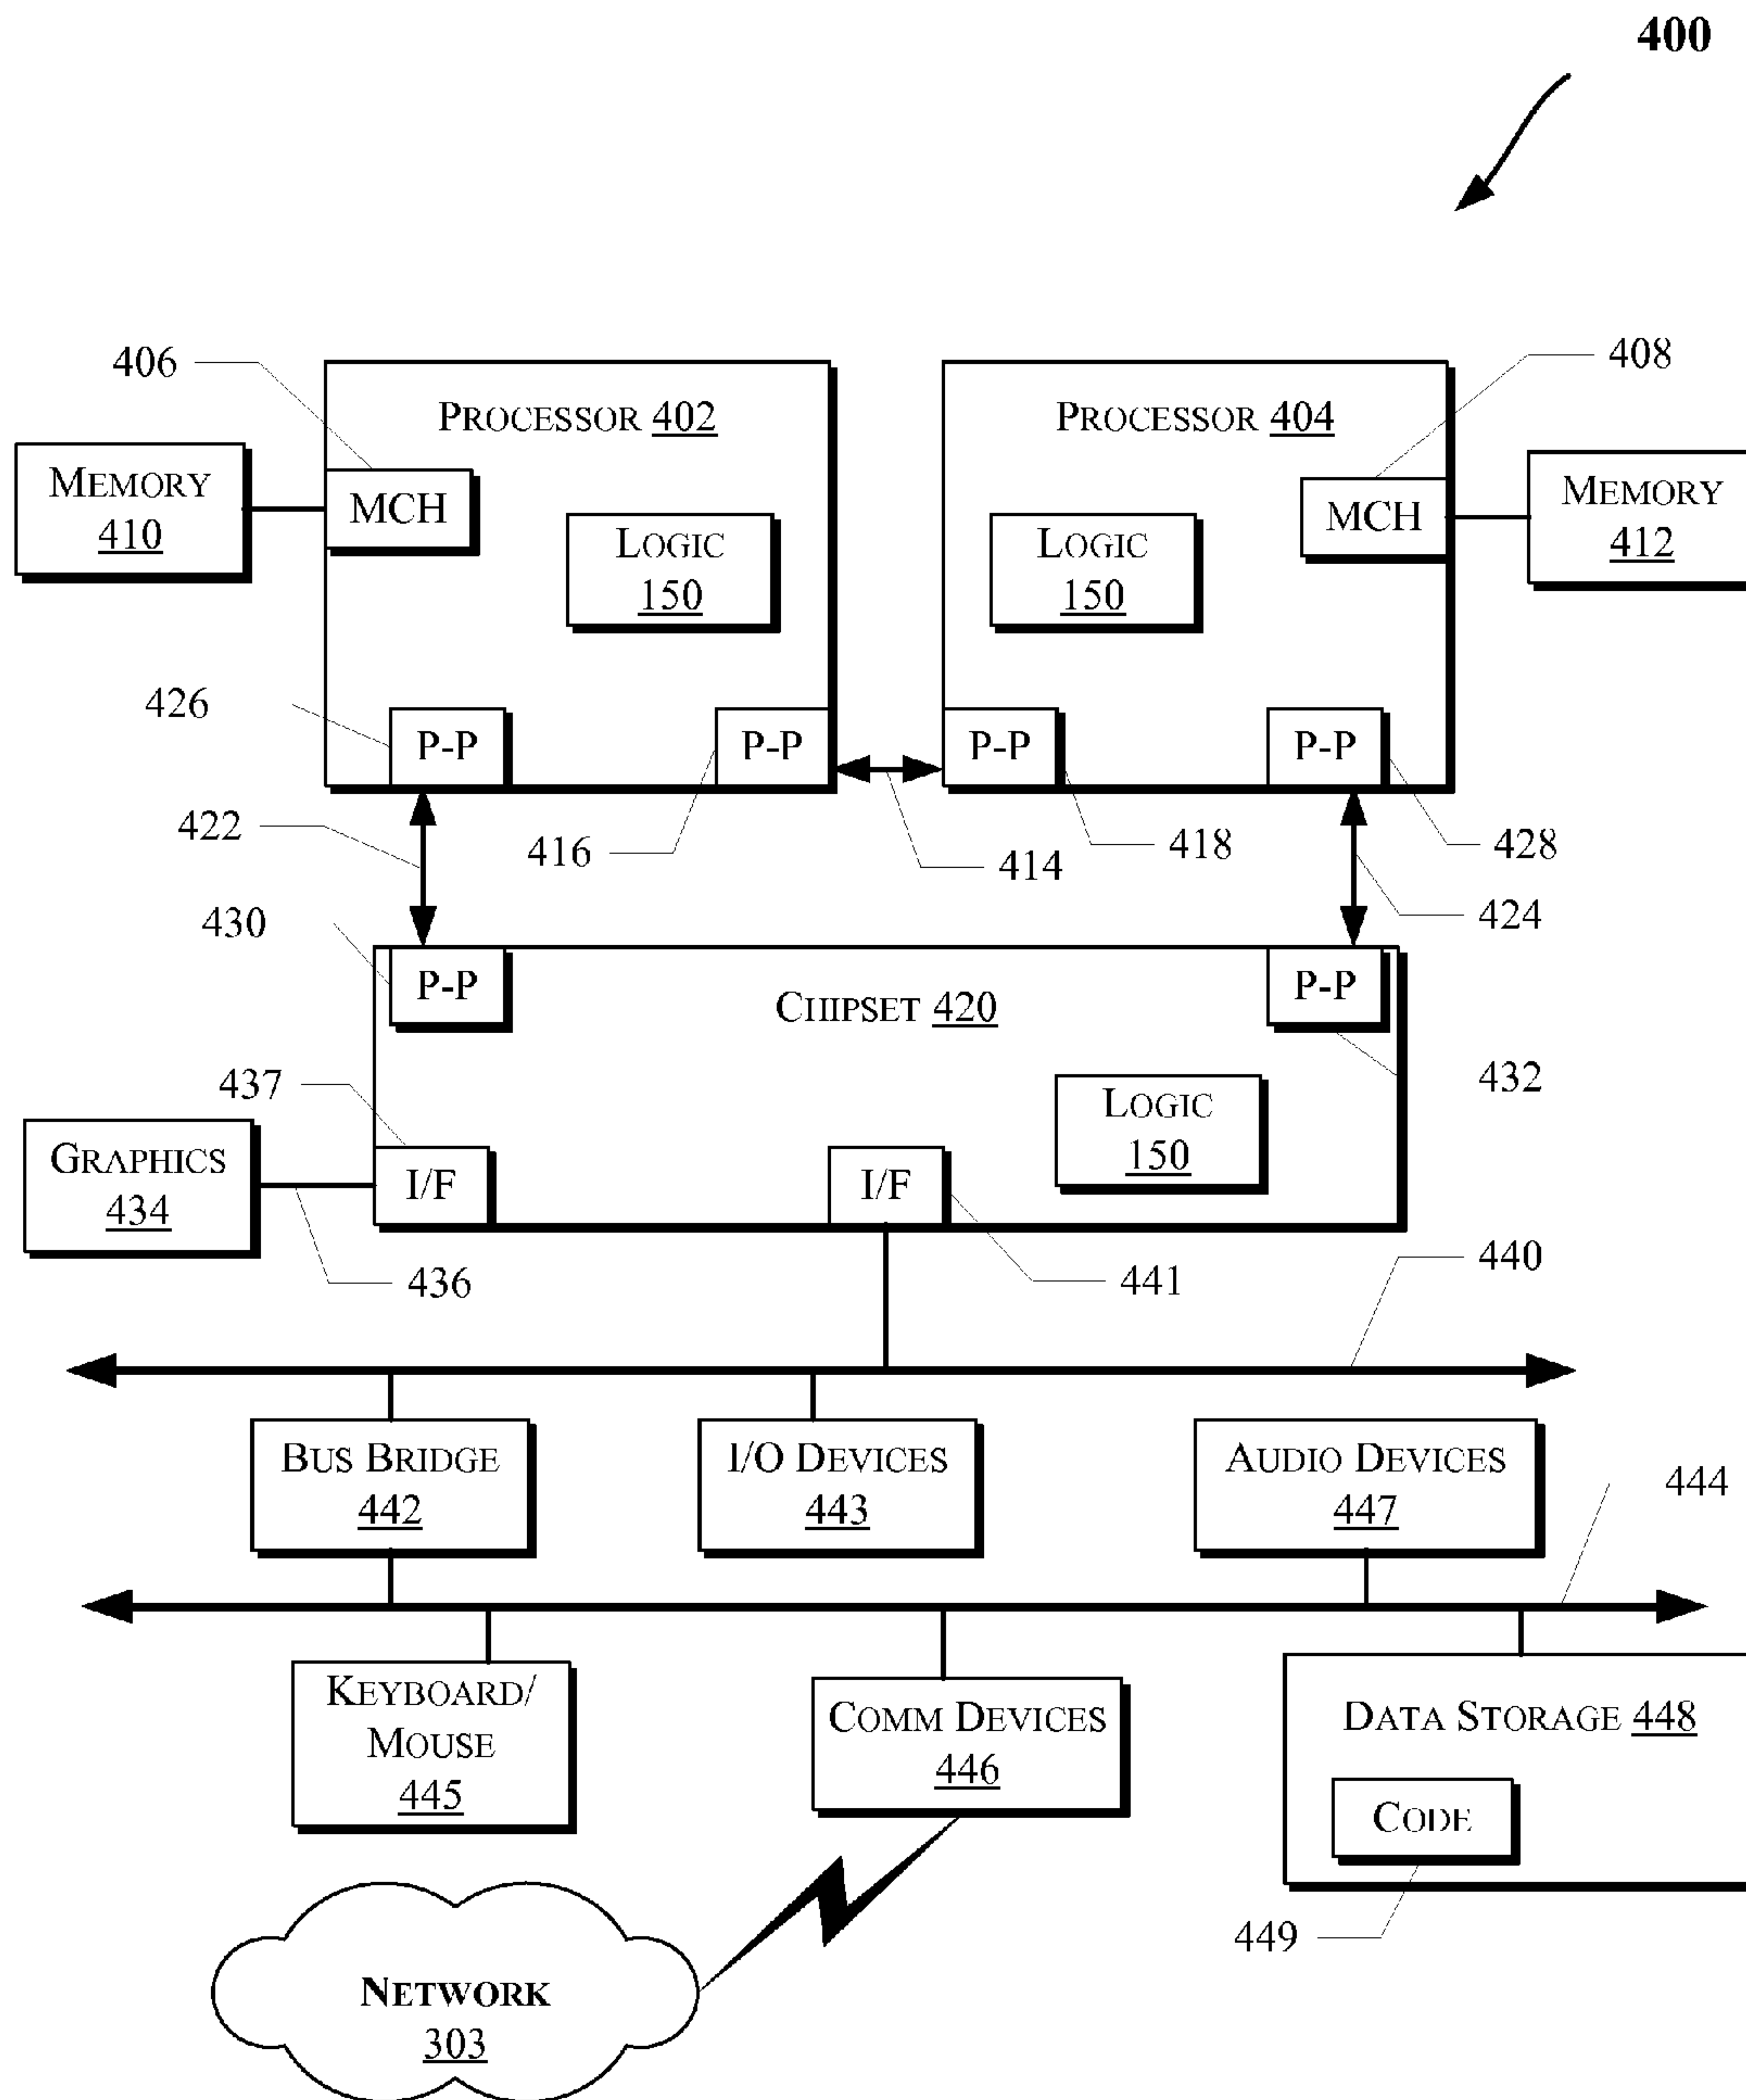 400
406
408
PROCESSOR 402
PROCESSOR 404
MEMORY
410
MCH
LOGIC
150
LOGIC
150
MCH
MEMORY
412
426
P-P
P-P
P-P
P-P
422
416
414
418
428
424
430
P-P
CHIPSET 420
P-P
432
437
LOGIC
150
GRAPHICS
434
I/F
I/F
436
441
440
BUS BRIDGE
442
I/O DEVICES
443
AUDIO DEVICES
447
444
KEYBOARD/
MOUSE
445
COMM DEVICES
446
DATA STORAGE 448
CODE
449
NETWORK
303